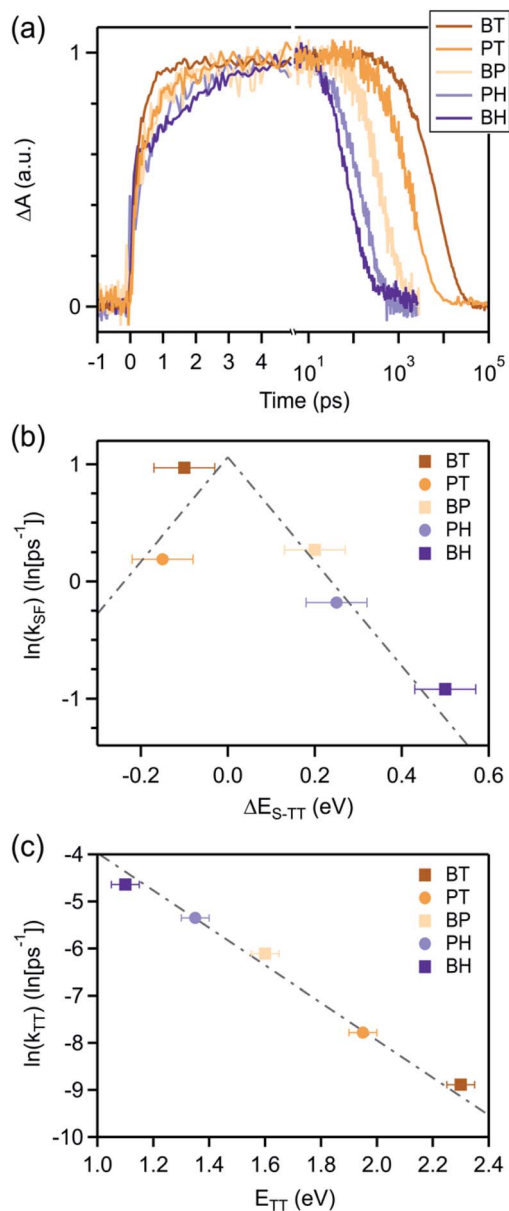 (a)
BT
PT
BP
PH
BH
1
0
ΔA (a.u.)
-1 0 1 2 3 4 10¹ 10³ 10⁵
Time (ps)
(b)
BT
PT
BP
PH
BH
1
0
-1
ln(k_SF) (ln[ps⁻¹])
-0.2 0.0 0.2 0.4 0.6
ΔE_S-TT (eV)
(c)
BT
PT
BP
PH
BH
-4
-5
-6
-7
-8
-9
-10
ln(k_TT) (ln[ps⁻¹])
1.0 1.2 1.4 1.6 1.8 2.0 2.2 2.4
E_TT (eV)